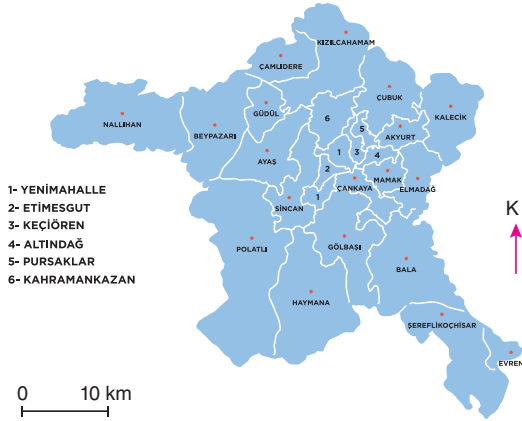 KIZILCAHAMAM
ÇAMLIDERE
ÇUBUK
GÜDÜL
KALECİK
NALLIHAN
BEYPAZARI
6
5
AKYURT
AYAŞ
1
3
4
2
MAMAK
ÇANKAYA
ELMADAĞ
1
SİNCAN
1- YENİMAHALLE
2- ETİMESGUT
3- KEÇİÖREN
4- ALTINDAĞ
5- PURSAKLAR
6- KAHRAMANKAZAN
K
POLATLI
GÖLBAŞI
BALA
HAYMANA
ŞEREFLİKOÇHİSAR
EVREN
0 10 km